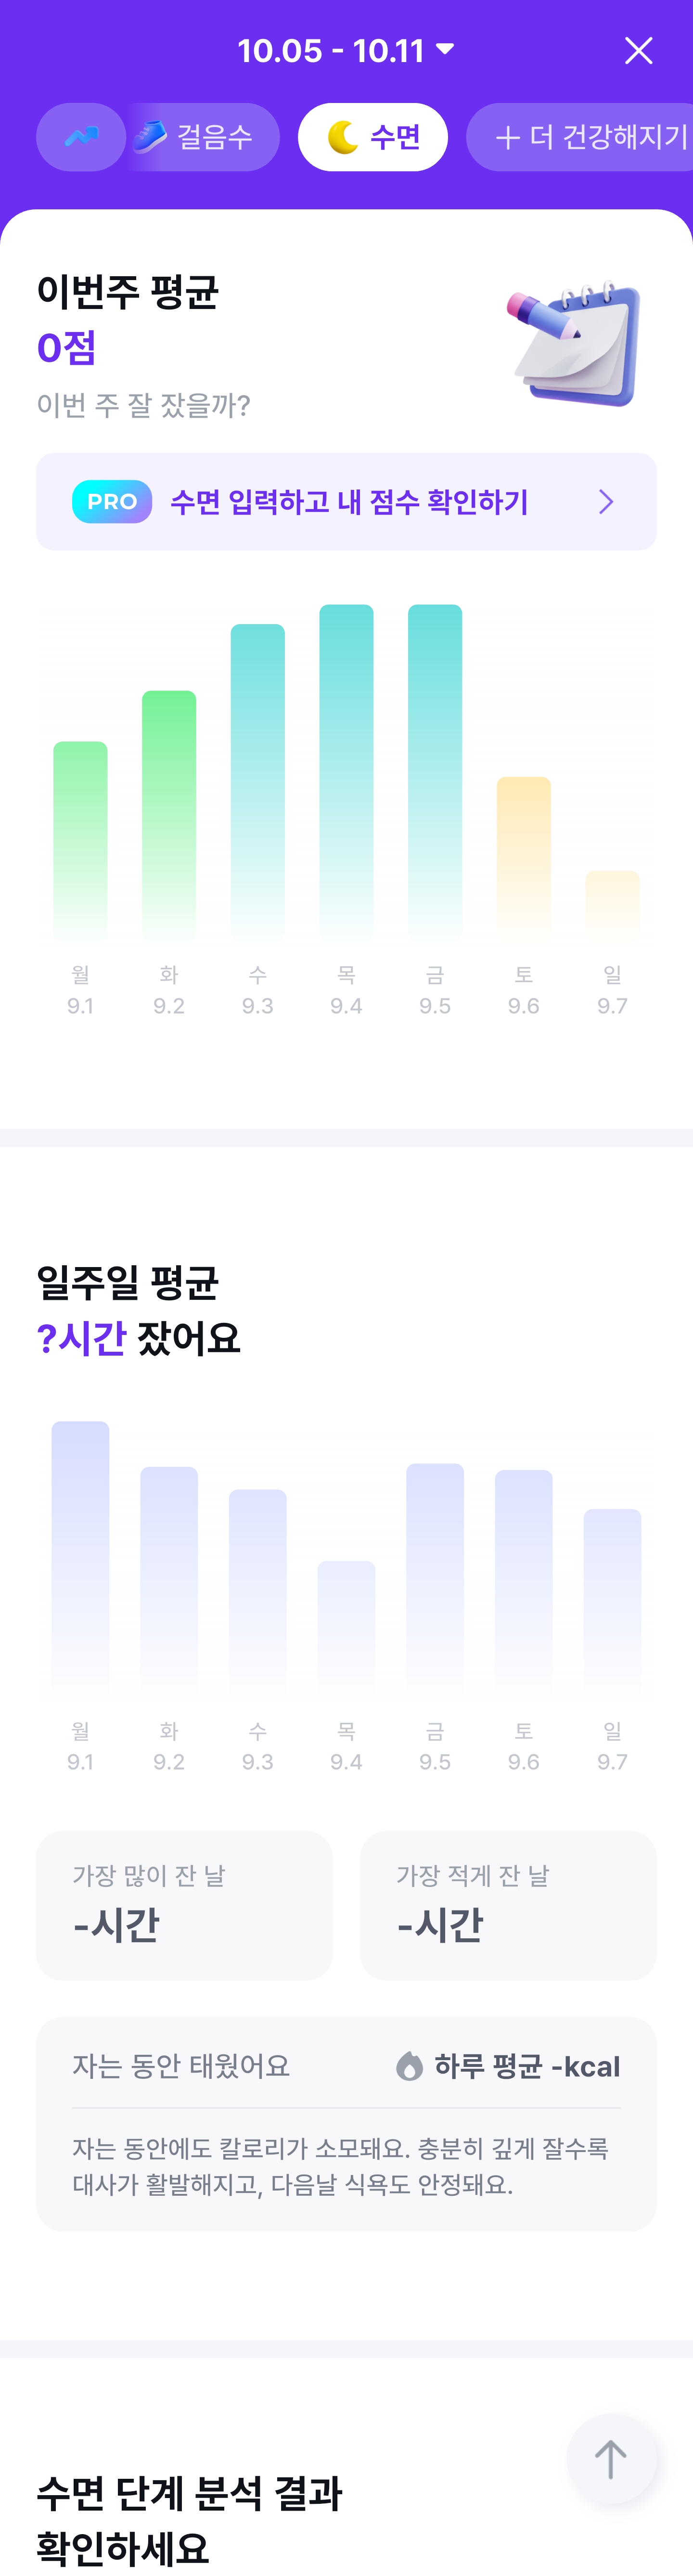 10.05 - 10.11
걸음수
수면
+ 더 건강해지기
이번주 평균
0점
이번 주 잘 잤을까?
PRO 수면 입력하고 내 점수 확인하기
월 화 수 목 금 토 일
9.1 9.2 9.3 9.4 9.5 9.6 9.7
일주일 평균
?시간 잤어요
월 화 수 목 금 토 일
9.1 9.2 9.3 9.4 9.5 9.6 9.7
가장 많이 잔 날
-시간
가장 적게 잔 날
-시간
자는 동안 태웠어요
하루 평균 -kcal
자는 동안에도 칼로리가 소모돼요. 충분히 깊게 잘수록
대사가 활발해지고, 다음날 식욕도 안정돼요.
수면 단계 분석 결과
확인하세요